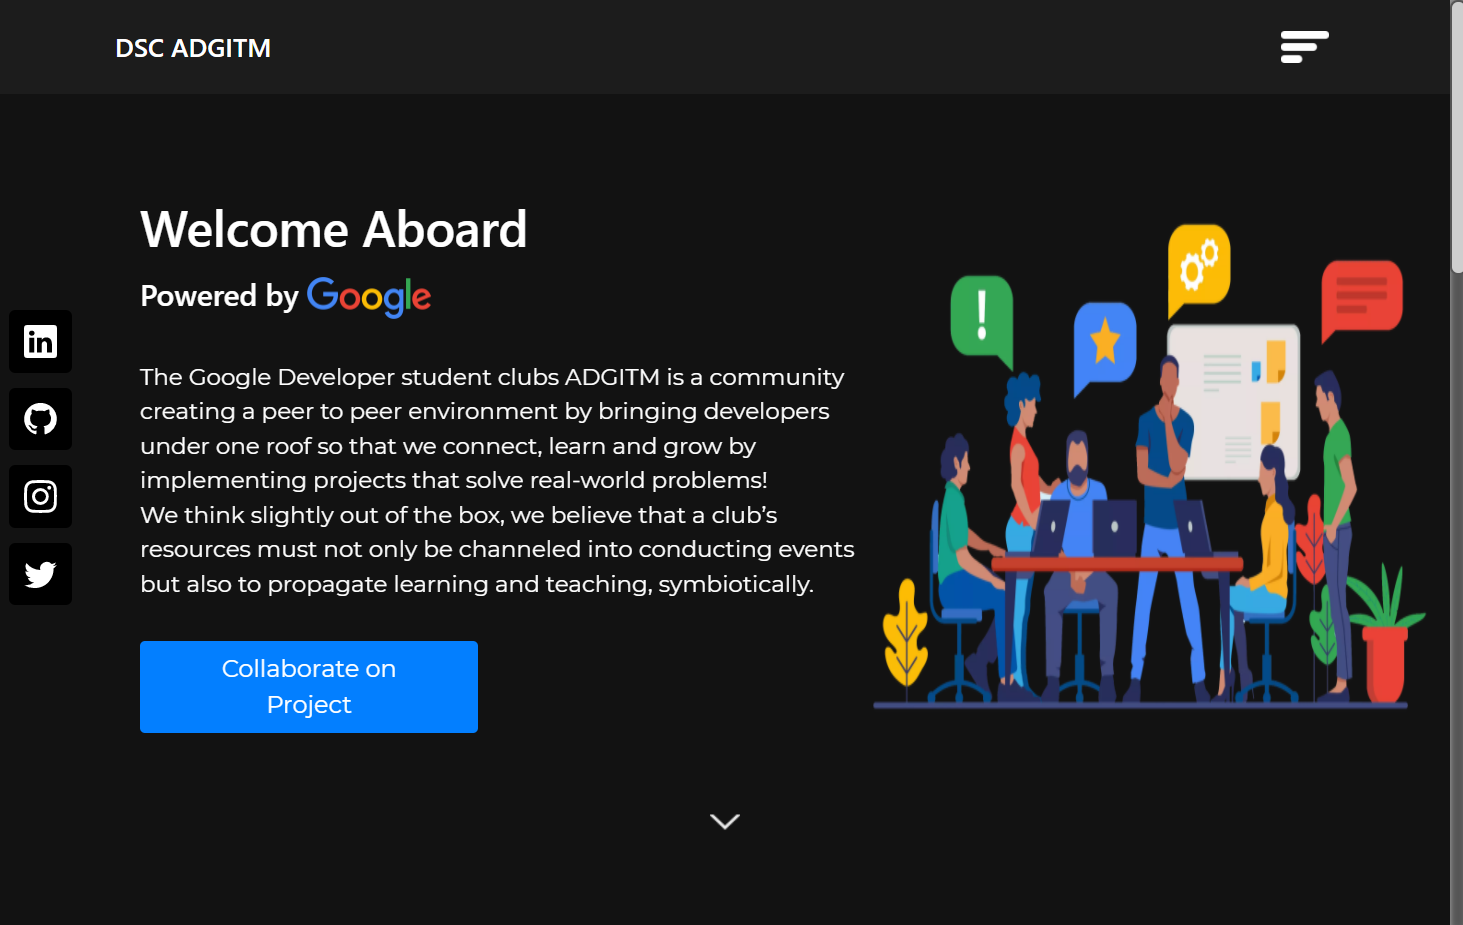 DSC ADGITM
Welcome Aboard
Powered by Google
The Google Developer student clubs ADGITM is a community
creating a peer to peer environment by bringing developers
under one roof so that we connect, learn and grow by
implementing projects that solve real-world problems!
We think slightly out of the box, we believe that a club’s
resources must not only be channeled into conducting events
but also to propagate learning and teaching, symbiotically.
Collaborate on
Project